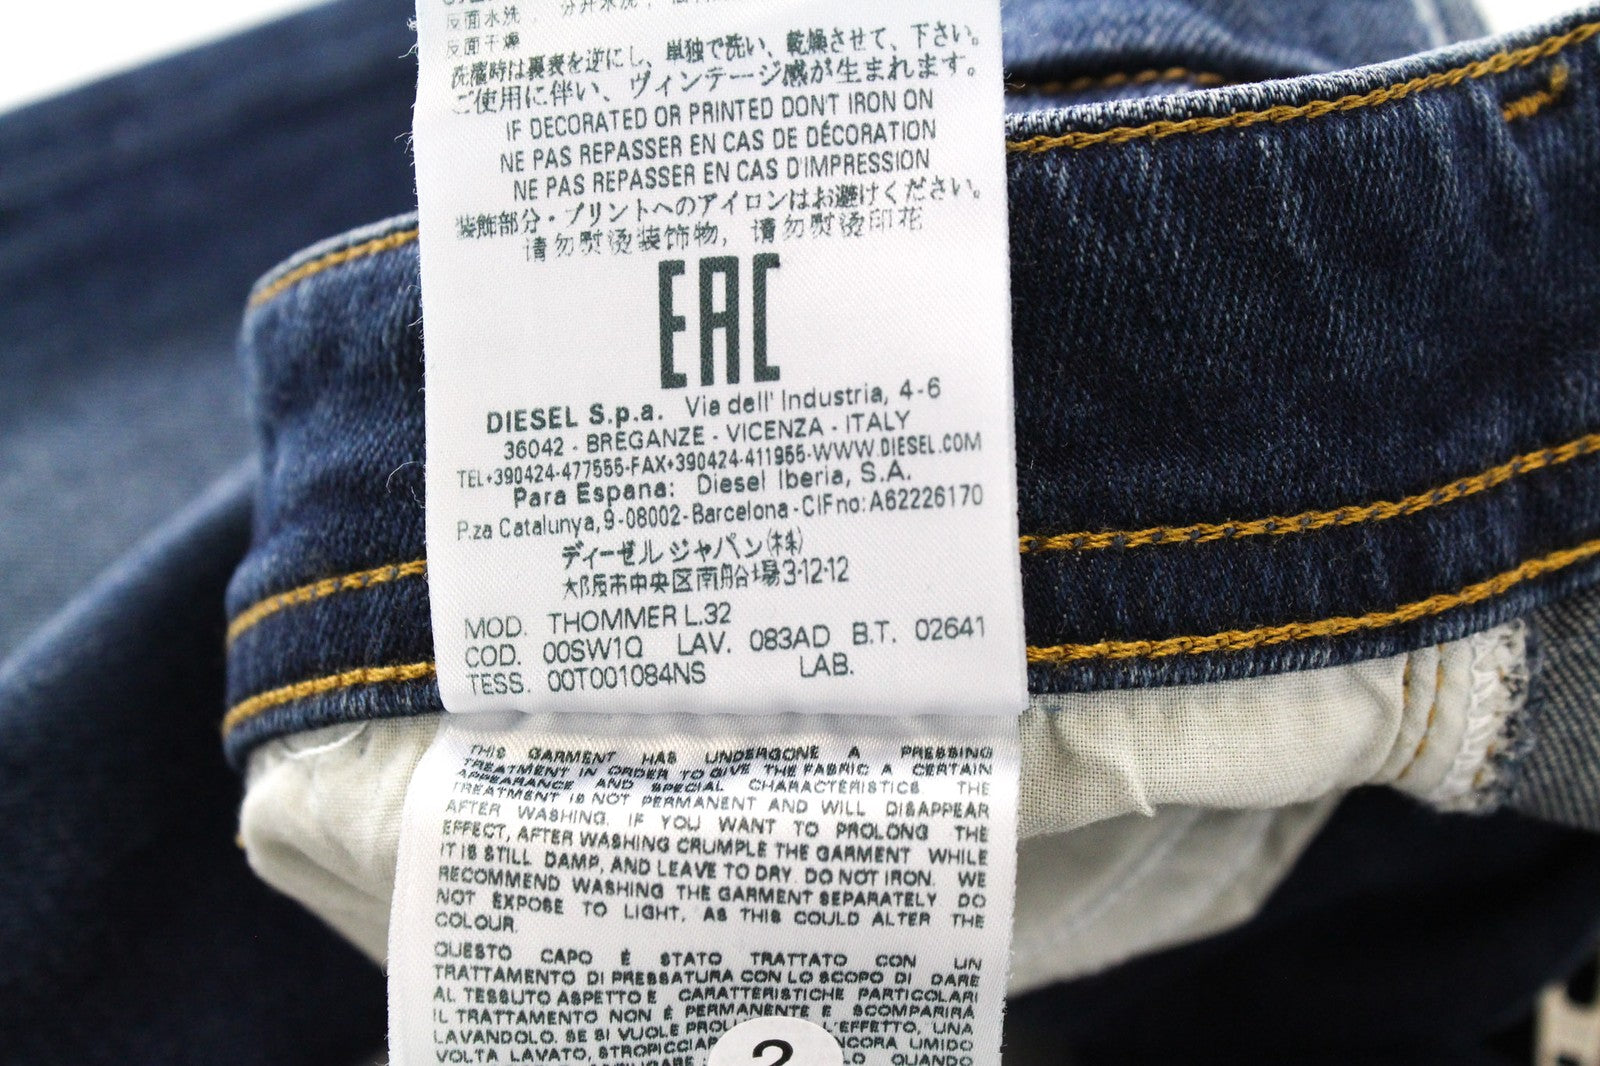 反面水洗，分开水洗，
反面干燥
洗濯時は裏表を逆にし、単独で洗い、乾燥させて、下さい。
ご使用に伴い、ヴィンテージ感が生まれます。
IF DECORATED OR PRINTED DON'T IRON ON
NE PAS REPASSER EN CAS DE DÉCORATION
NE PAS REPASSER EN CAS D'IMPRESSION
装飾部分・プリントへのアイロンはお避けください。
请勿熨烫装饰物，请勿熨烫印花
EAC
DIESEL S.p.a. Via dell' Industria, 4-6
36042 - BREGANZE - VICENZA - ITALY
TEL+390424-477555-FAX+390424-411955-WWW.DIESEL.COM
Para Espana: Diesel Iberia, S.A.
P.za Catalunya, 9-08002-Barcelona-CIFno:A62226170
ディーゼルジャパン(株)
大阪市中央区南船場3-12-12
MOD. THOMMER L.32
COD. 00SW1Q LAV. 083AD B.T. 02641
TESS. 00T001084NS LAB.
THIS GARMENT HAS UNDERGONE A PRESSING
TREATMENT IN ORDER TO GIVE THE FABRIC A CERTAIN
APPEARANCE AND SPECIAL CHARACTERISTICS. THE
TREATMENT IS NOT PERMANENT AND WILL DISAPPEAR
AFTER WASHING. IF YOU WANT TO PROLONG THE
EFFECT, AFTER WASHING CRUMPLE THE GARMENT WHILE
IT IS STILL DAMP, AND LEAVE TO DRY. DO NOT IRON. WE
RECOMMEND WASHING THE GARMENT SEPARATELY DO
NOT EXPOSE TO LIGHT, AS THIS COULD ALTER THE
COLOUR.
QUESTO CAPO È STATO TRATTATO CON UN
TRATTAMENTO DI PRESSATURA CON LO SCOPO DI DARE
AL TESSUTO ASPETTO E CARATTERISTICHE PARTICOLARI
IL TRATTAMENTO NON È PERMANENTE E SCOMPARIRÀ
LAVANDOLO. SE SI VUOLE PROLU L'EFFETTO, UNA
VOLTA LAVATO, STROPICCIAR ANCORA UMIDO
LO QUANDO
2